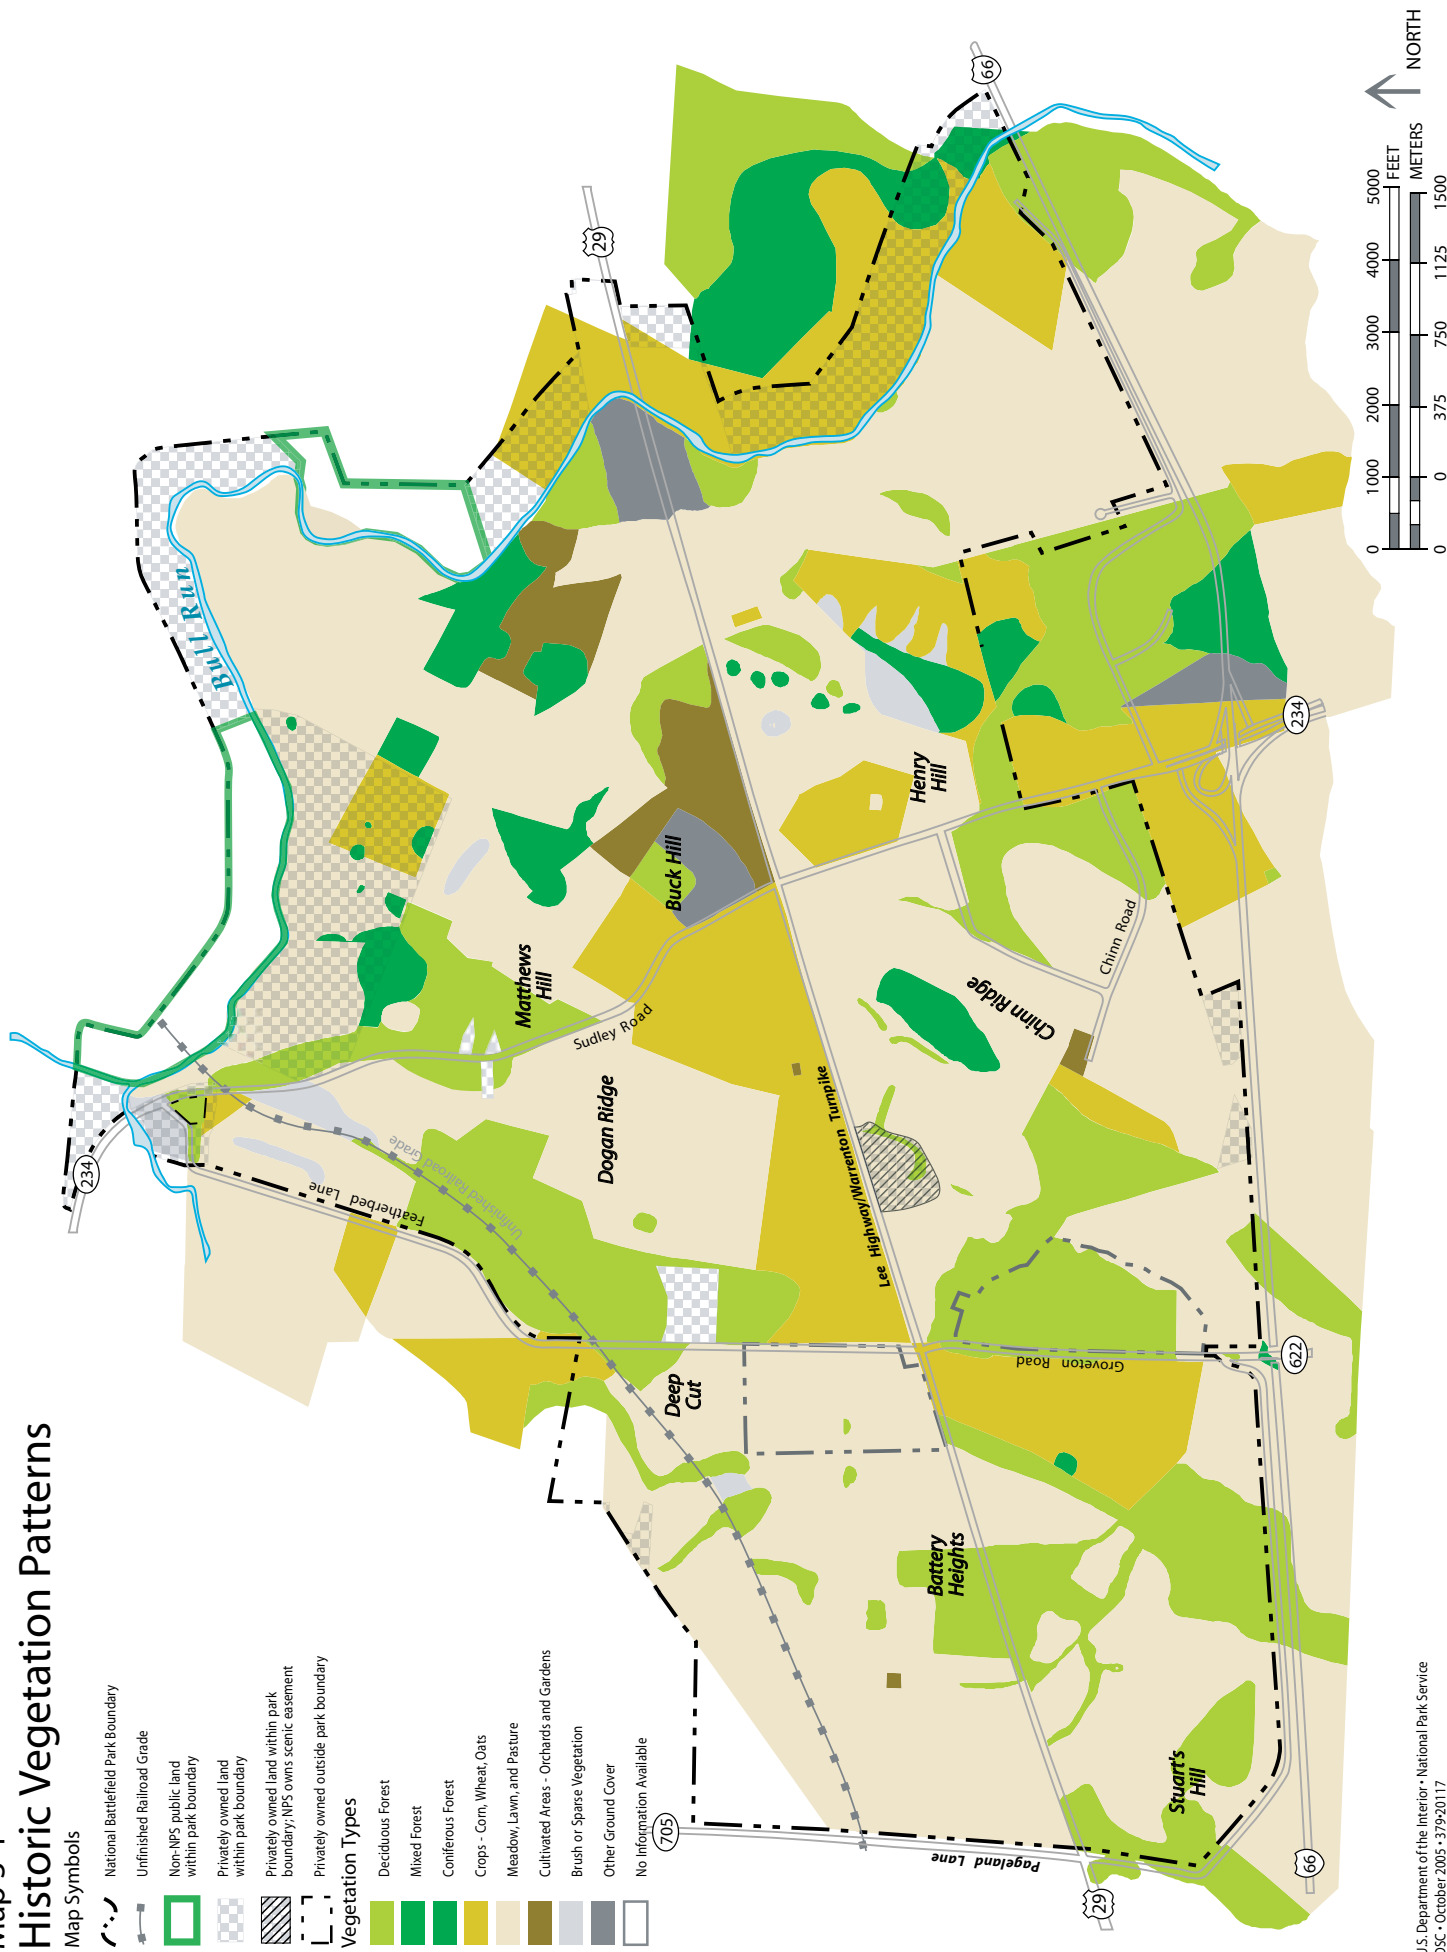 Historic Vegetation Patterns
Map Symbols
National Battlefield Park Boundary
Unfinished Railroad Grade
Non-NPS public land
within park boundary
Privately owned land
within park boundary
Privately owned land within park
boundary; NPS owns scenic easement
Privately owned outside park boundary
Vegetation Types
Deciduous Forest
Mixed Forest
Coniferous Forest
Crops - Corn, Wheat, Oats
Meadow, Lawn, and Pasture
Cultivated Areas - Orchards and Gardens
Brush or Sparse Vegetation
Other Ground Cover
No Information Available
234
Bull Run
Featherbed Lane
Unfinished Railroad Grade
Matthews
Hill
Sudley Road
Dogan Ridge
Buck Hill
29
66
Henry
Hill
Deep
Cut
Lee Highway/Warrenton Turnpike
Chinn Ridge
Chinn Road
234
Groveton Road
622
Battery
Heights
Stuart's
Hill
705
Pageland Lane
29
66
0 1000 2000 3000 4000 5000
FEET
METERS
0 0 375 750 1125 1500
NORTH
U.S. Department of the Interior • National Park Service
DSC • October 2005 • 379•20117